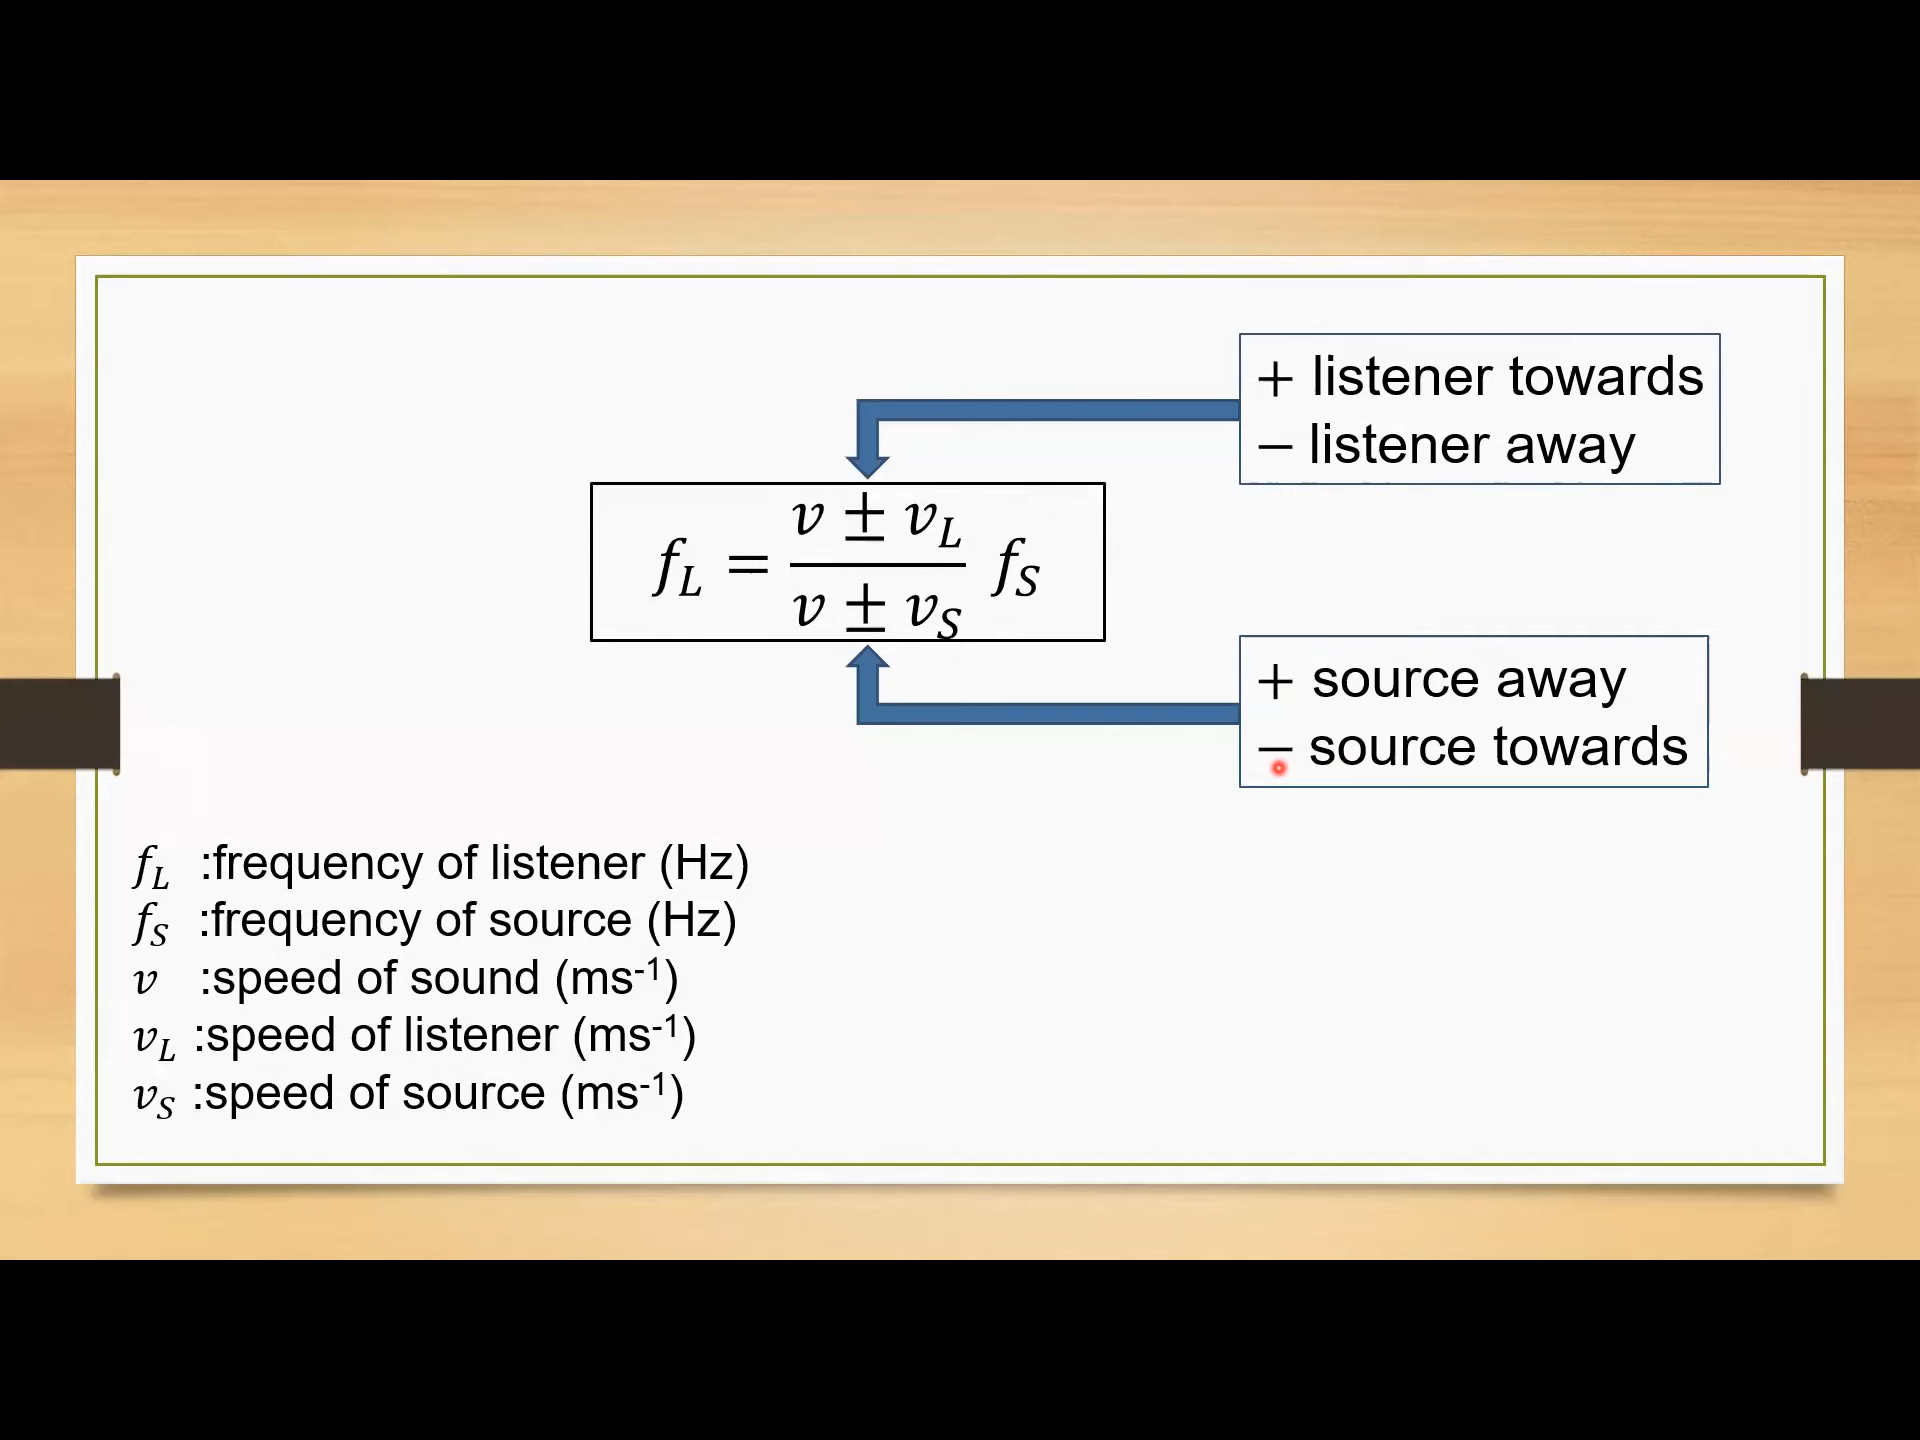 + listener towards
− listener away
f_L = (v ± v_L)/(v ± v_S) f_S
+ source away
− source towards
f_L :frequency of listener (Hz)
f_S :frequency of source (Hz)
v :speed of sound (ms⁻¹)
v_L :speed of listener (ms⁻¹)
v_S :speed of source (ms⁻¹)